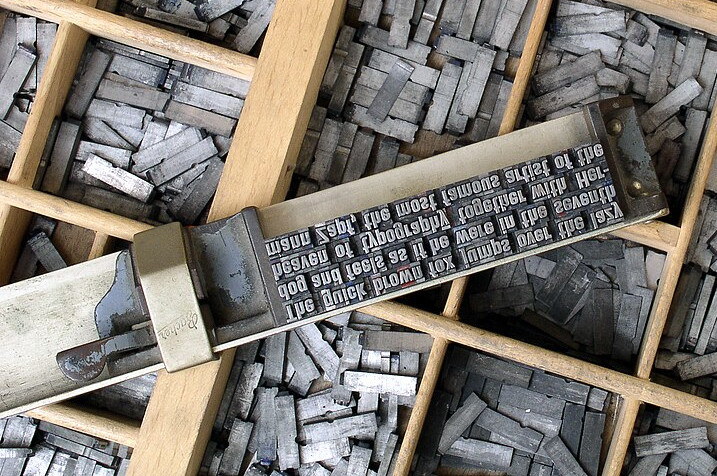 The quick brown fox jumps over the lazy
dog and feels as if he were in the seventh
heaven of typography together with Her-
mann Zapf, the most famous artist of the